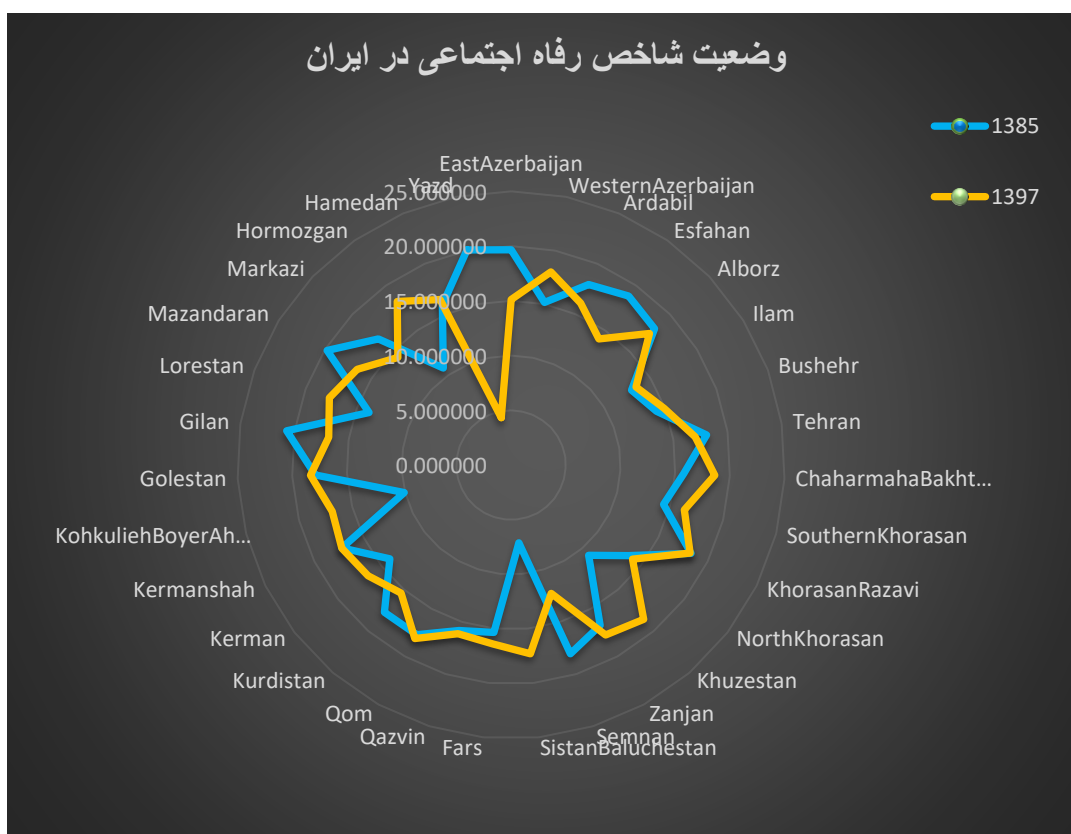 وضعیت شاخص رفاه اجتماعی در ایران
1385
1397
EastAzerbaijan
WesternAzerbaijan
Ardabil
Esfahan
Alborz
Ilam
Bushehr
Tehran
ChaharmahaBakht...
SouthernKhorasan
KhorasanRazavi
NorthKhorasan
Khuzestan
Zanjan
Semnan
SistanBaluchestan
Fars
Qazvin
Qom
Kurdistan
Kerman
Kermanshah
KohkuliehBoyerAh...
Golestan
Gilan
Lorestan
Mazandaran
Markazi
Hormozgan
Hamedan
Yazd
25.000000
20.000000
15.000000
10.000000
5.000000
0.000000